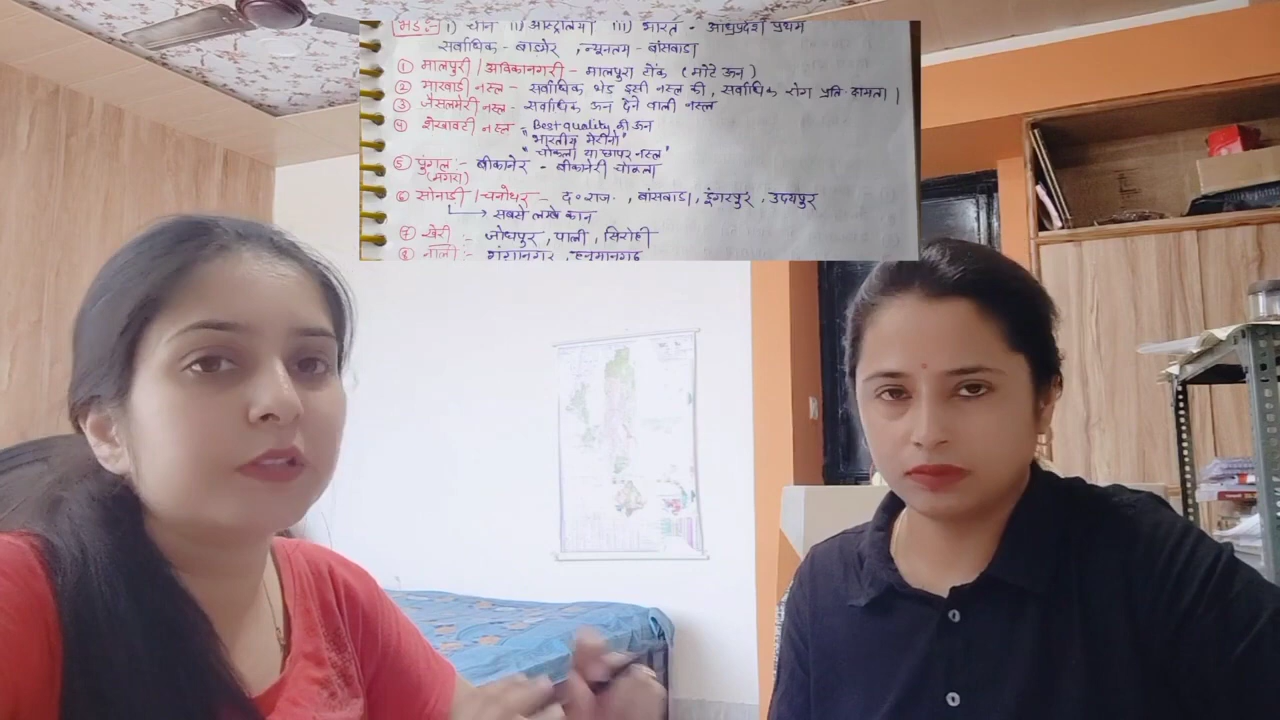 भेड़ :- i) चीन ii) आस्ट्रेलिया iii) भारत - आंध्रप्रदेश प्रथम
सर्वाधिक - बाड़मेर , न्यूनतम - बांसवाडा
① मालपुरी / अविकानगरी - मालपुरा टोंक ( मोटे ऊन )
② मारवाडी नस्ल - सर्वाधिक भेड इसी नस्ल की , सर्वाधिक रोग प्रति. क्षमता |
③ जैसलमेरी नस्ल - सर्वाधिक ऊन देने वाली नस्ल
④ शेखावटी नस्ल - Best quality की ऊन
" भारतीय मेरीनो "
" चोकला या छापर नस्ल "
⑤ पुंगल :- बीकानेर - बीकानेरी चोकला
(मगरा)
⑥ सोनाडी / चनोथर - द० राज. , बांसवाडा , डूंगरपुर , उदयपुर
→ सबसे लम्बे कान
⑦ खेरी :- जोधपुर , पाली , सिरोही
⑧ नाली :- गंगानगर , हनुमानगढ